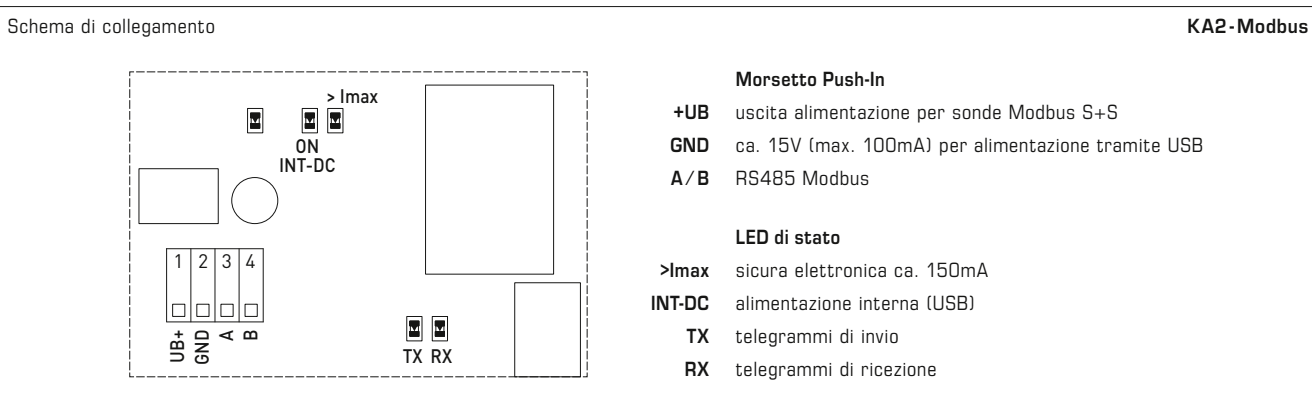 Schema di collegamento
KA2-Modbus
> Imax
ON
INT-DC
1 2 3 4
UB+
GND
A
B
TX RX
Morsetto Push-In
+UB uscita alimentazione per sonde Modbus S+S
GND ca. 15V (max. 100mA) per alimentazione tramite USB
A/B RS485 Modbus
LED di stato
>Imax sicura elettronica ca. 150mA
INT-DC alimentazione interna (USB)
TX telegrammi di invio
RX telegrammi di ricezione